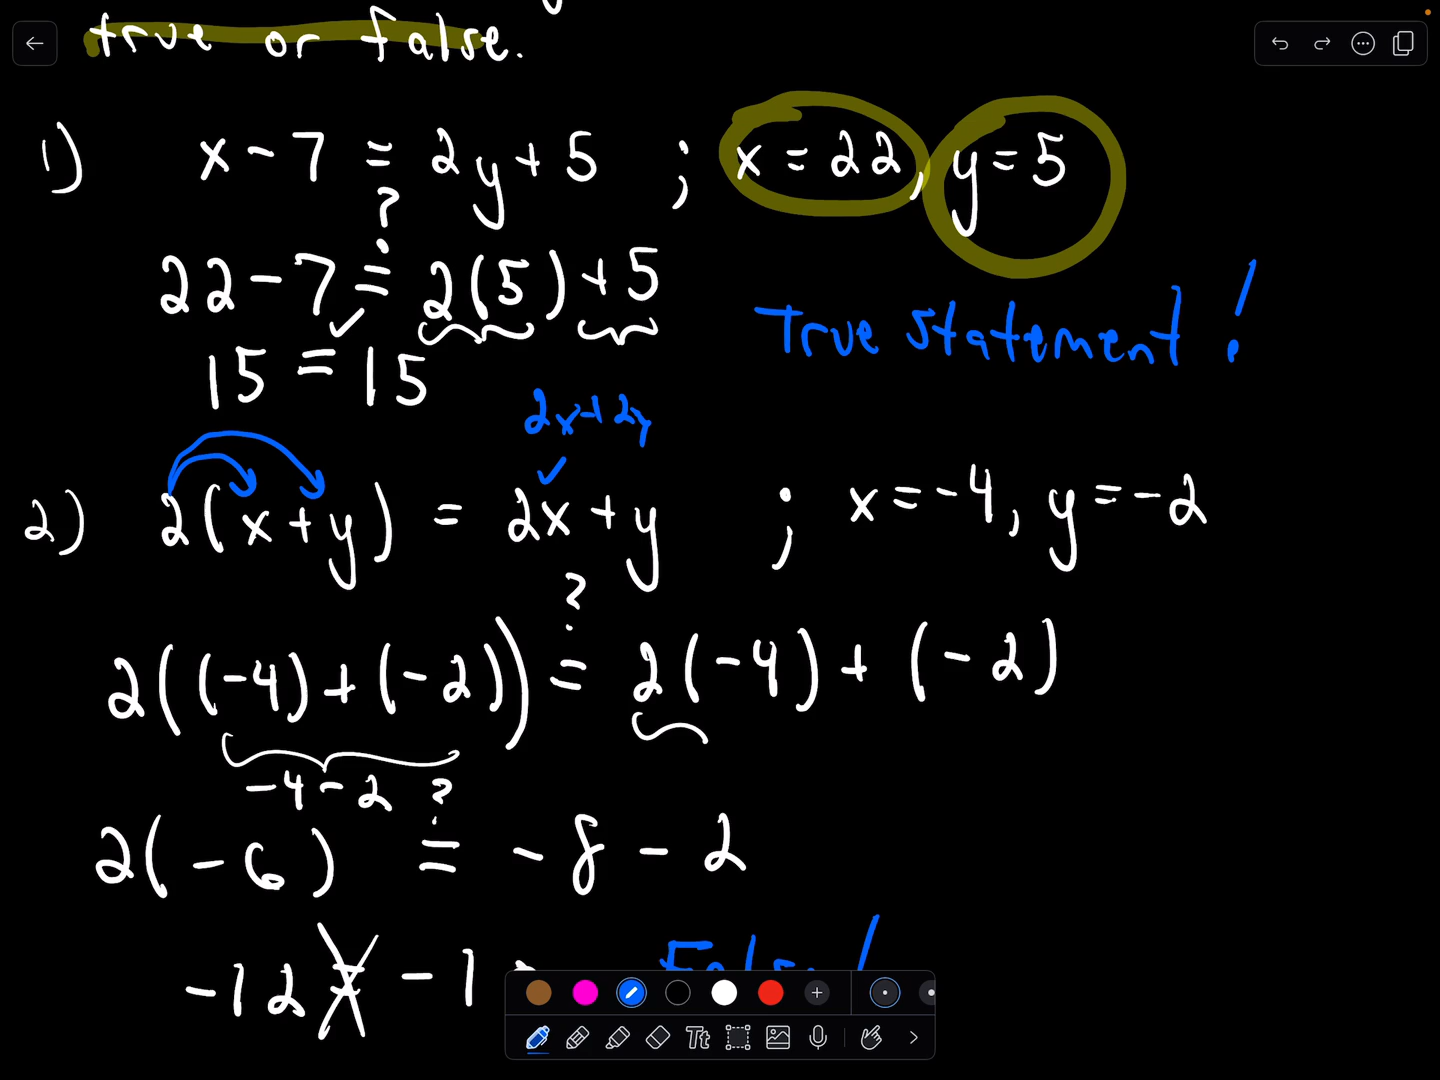 true or false.
1) x - 7 = 2y + 5 ; x = 22, y = 5
22 - 7 ≟ 2(5) + 5
True Statement!
15 = 15 ✓
2x + 2y
2) 2(x + y) = 2x + y ; x = -4, y = -2
2((-4) + (-2)) ≟ 2(-4) + (-2)
-4 - 2
2(-6) ≟ -8 - 2
-12 ≠ -1
Tt